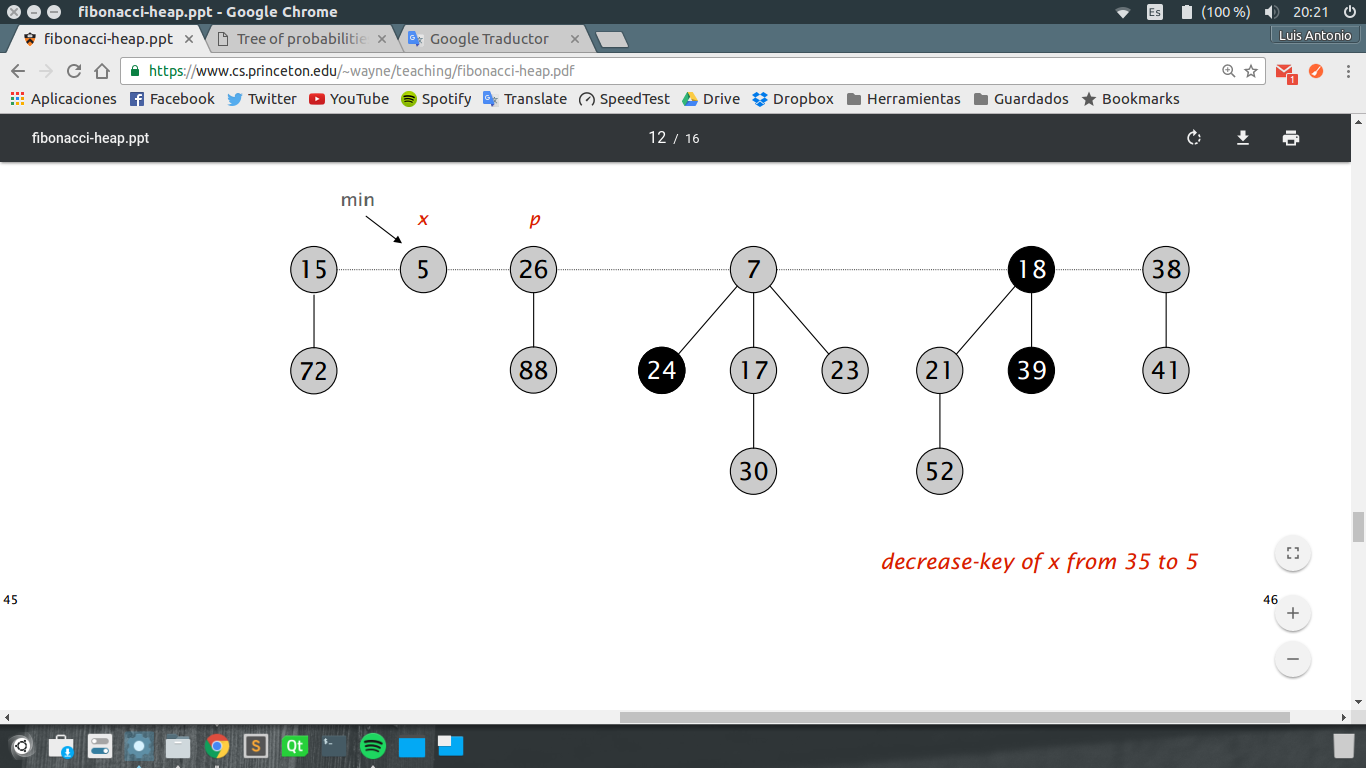 fibonacci-heap.ppt - Google Chrome
Es (100 %) 20:21
fibonacci-heap.ppt × Tree of probabilitie × Google Traductor ×
Luis Antonio
https://www.cs.princeton.edu/~wayne/teaching/fibonacci-heap.pdf
1
Aplicaciones Facebook Twitter YouTube Spotify Translate SpeedTest Drive Dropbox Herramientas Guardados Bookmarks
fibonacci-heap.ppt 12 / 16
min
x p
15 5 26 7 18 38
72 88 24 17 23 21 39 41
30 52
decrease-key of x from 35 to 5
45 46
S Qt